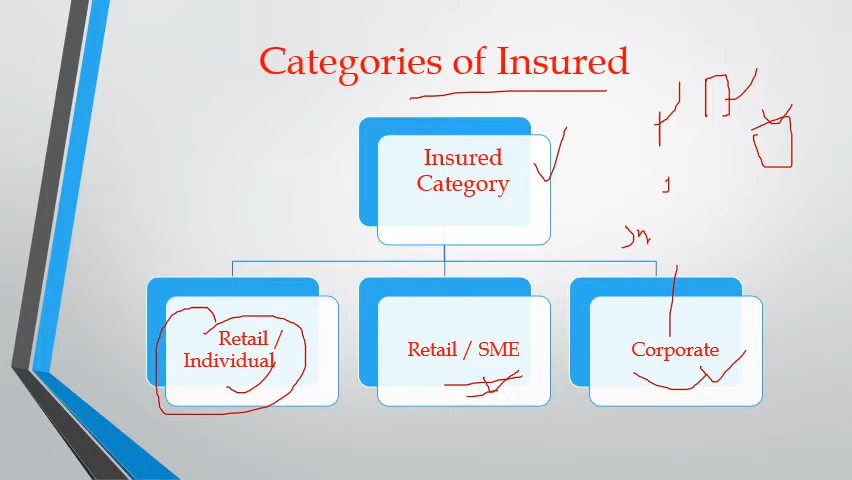 Categories of Insured
Insured
Category
Retail /
Individual
Retail / SME
Corporate